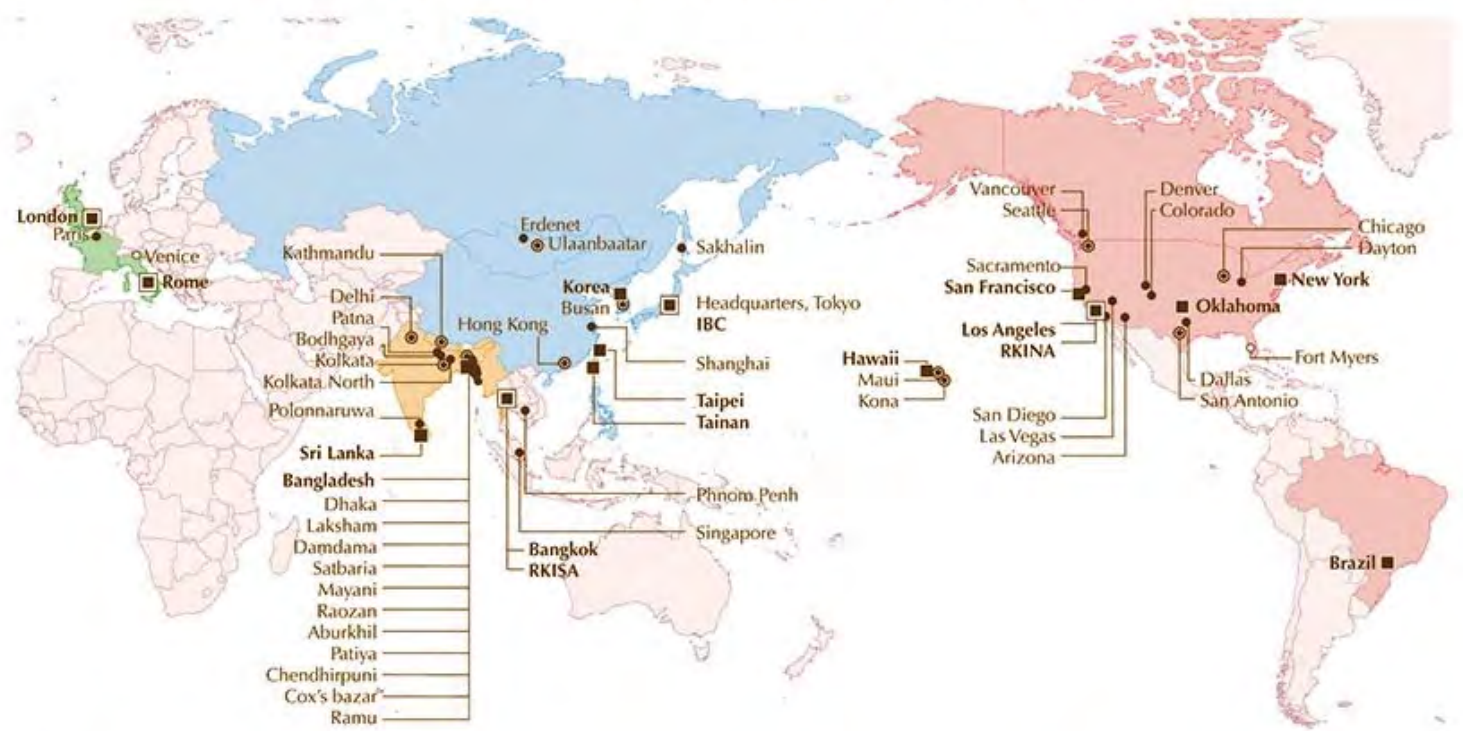 London
Paris
Venice
Rome
Kathmandu
Delhi
Patna
Bodhgaya
Kolkata
Kolkata North
Polonnaruwa
Sri Lanka
Bangladesh
Dhaka
Laksham
Damdama
Satbaria
Mayani
Raozan
Aburkhil
Patiya
Chendhirpuni
Cox's bazar
Ramu
Erdenet
Ulaanbaatar
Sakhalin
Korea
Busan
Headquarters, Tokyo
IBC
Hong Kong
Shanghai
Taipei
Tainan
Phnom Penh
Singapore
Bangkok
RKISA
Hawaii
Maui
Kona
Vancouver
Seattle
Sacramento
San Francisco
Los Angeles
RKINA
San Diego
Las Vegas
Arizona
Denver
Colorado
Chicago
Dayton
New York
Oklahoma
Fort Myers
Dallas
San Antonio
Brazil